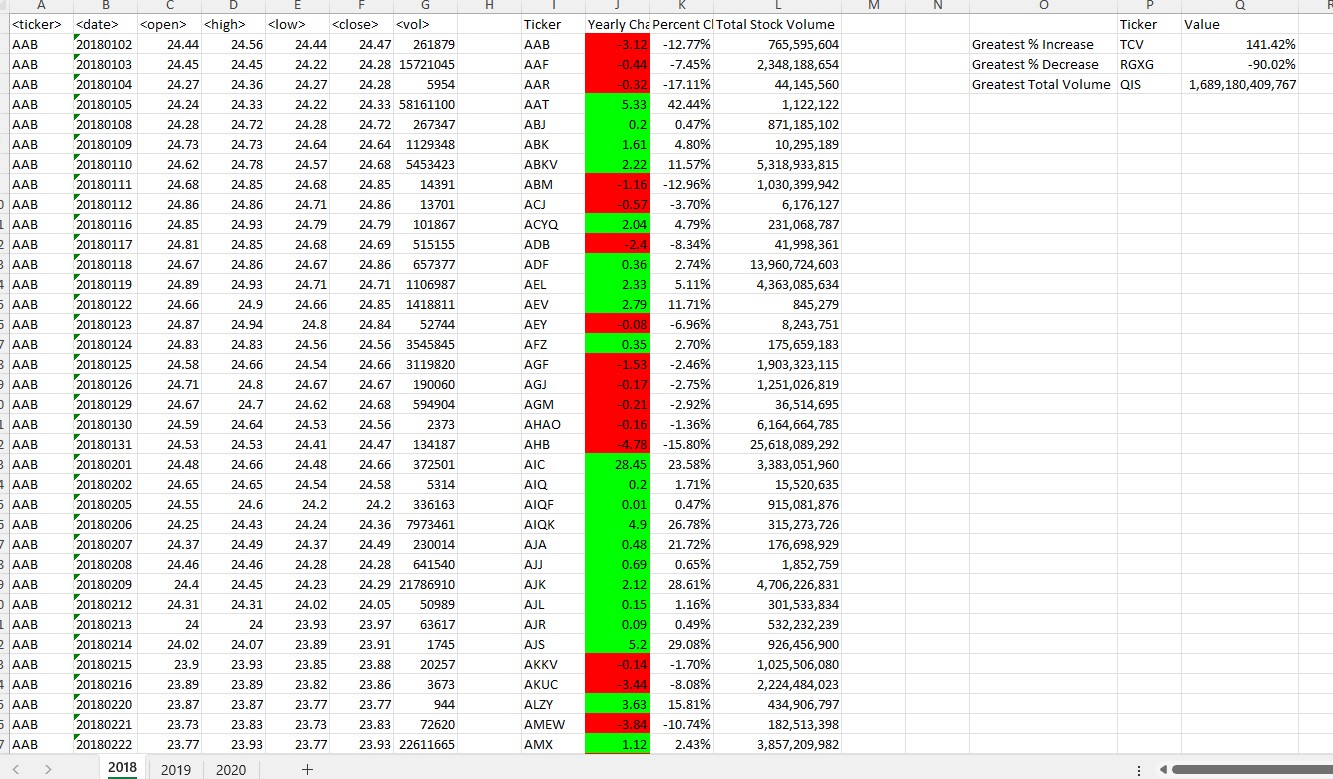 A B C D E F G H I J K L M N O P Q R
<ticker> <date> <open> <high> <low> <close> <vol> Ticker Yearly Cha Percent Cl Total Stock Volume Ticker Value
AAB 20180102 24.44 24.56 24.44 24.47 261879 AAB -3.12 -12.77% 765,595,604 Greatest % Increase TCV 141.42%
AAB 20180103 24.45 24.45 24.22 24.28 15721045 AAF -0.44 -7.45% 2,348,188,654 Greatest % Decrease RGXG -90.02%
AAB 20180104 24.27 24.36 24.27 24.28 5954 AAR -0.32 -17.11% 44,145,560 Greatest Total Volume QIS 1,689,180,409,767
AAB 20180105 24.24 24.33 24.22 24.33 58161100 AAT 5.33 42.44% 1,122,122
AAB 20180108 24.28 24.72 24.28 24.72 267347 ABJ 0.2 0.47% 871,185,102
AAB 20180109 24.73 24.73 24.64 24.64 1129348 ABK 1.61 4.80% 10,295,189
AAB 20180110 24.62 24.78 24.57 24.68 5453423 ABKV 2.22 11.57% 5,318,933,815
AAB 20180111 24.68 24.85 24.68 24.85 14391 ABM -1.16 -12.96% 1,030,399,942
AAB 20180112 24.86 24.86 24.71 24.86 13701 ACJ -0.57 -3.70% 6,176,127
AAB 20180116 24.85 24.93 24.79 24.79 101867 ACYQ 2.04 4.79% 231,068,787
AAB 20180117 24.81 24.85 24.68 24.69 515155 ADB -2.4 -8.34% 41,998,361
AAB 20180118 24.67 24.86 24.67 24.86 657377 ADF 0.36 2.74% 13,960,724,603
AAB 20180119 24.89 24.93 24.71 24.71 1106987 AEL 2.33 5.11% 4,363,085,634
AAB 20180122 24.66 24.9 24.66 24.85 1418811 AEV 2.79 11.71% 845,279
AAB 20180123 24.87 24.94 24.8 24.84 52744 AEY -0.08 -6.96% 8,243,751
AAB 20180124 24.83 24.83 24.56 24.56 3545845 AFZ 0.35 2.70% 175,659,183
AAB 20180125 24.58 24.66 24.54 24.66 3119820 AGF -1.53 -2.46% 1,903,323,115
AAB 20180126 24.71 24.8 24.67 24.67 190060 AGJ -0.17 -2.75% 1,251,026,819
AAB 20180129 24.67 24.7 24.62 24.68 594904 AGM -0.21 -2.92% 36,514,695
AAB 20180130 24.59 24.64 24.53 24.56 2373 AHAO -0.16 -1.36% 6,164,664,785
AAB 20180131 24.53 24.53 24.41 24.47 134187 AHB -4.78 -15.80% 25,618,089,292
AAB 20180201 24.48 24.66 24.48 24.66 372501 AIC 28.45 23.58% 3,383,051,960
AAB 20180202 24.65 24.65 24.54 24.58 5314 AIQ 0.2 1.71% 15,520,635
AAB 20180205 24.55 24.6 24.2 24.2 336163 AIQF 0.01 0.47% 915,081,876
AAB 20180206 24.25 24.43 24.24 24.36 7973461 AIQK 4.9 26.78% 315,273,726
AAB 20180207 24.37 24.49 24.37 24.49 230014 AJA 0.48 21.72% 176,698,929
AAB 20180208 24.46 24.46 24.28 24.28 641540 AJJ 0.69 0.65% 1,852,759
AAB 20180209 24.4 24.45 24.23 24.29 21786910 AJK 2.12 28.61% 4,706,226,831
AAB 20180212 24.31 24.31 24.02 24.05 50989 AJL 0.15 1.16% 301,533,834
AAB 20180213 24 24 23.93 23.97 63617 AJR 0.09 0.49% 532,232,239
AAB 20180214 24.02 24.07 23.89 23.91 1745 AJS 5.2 29.08% 926,456,900
AAB 20180215 23.9 23.93 23.85 23.88 20257 AKKV -0.14 -1.70% 1,025,506,080
AAB 20180216 23.89 23.89 23.82 23.86 3673 AKUC -3.44 -8.08% 2,224,484,023
AAB 20180220 23.87 23.87 23.77 23.77 944 ALZY 3.63 15.81% 434,906,797
AAB 20180221 23.73 23.83 23.73 23.83 72620 AMEW -3.84 -10.74% 182,513,398
AAB 20180222 23.77 23.93 23.77 23.93 22611665 AMX 1.12 2.43% 3,857,209,982
2018 2019 2020 +